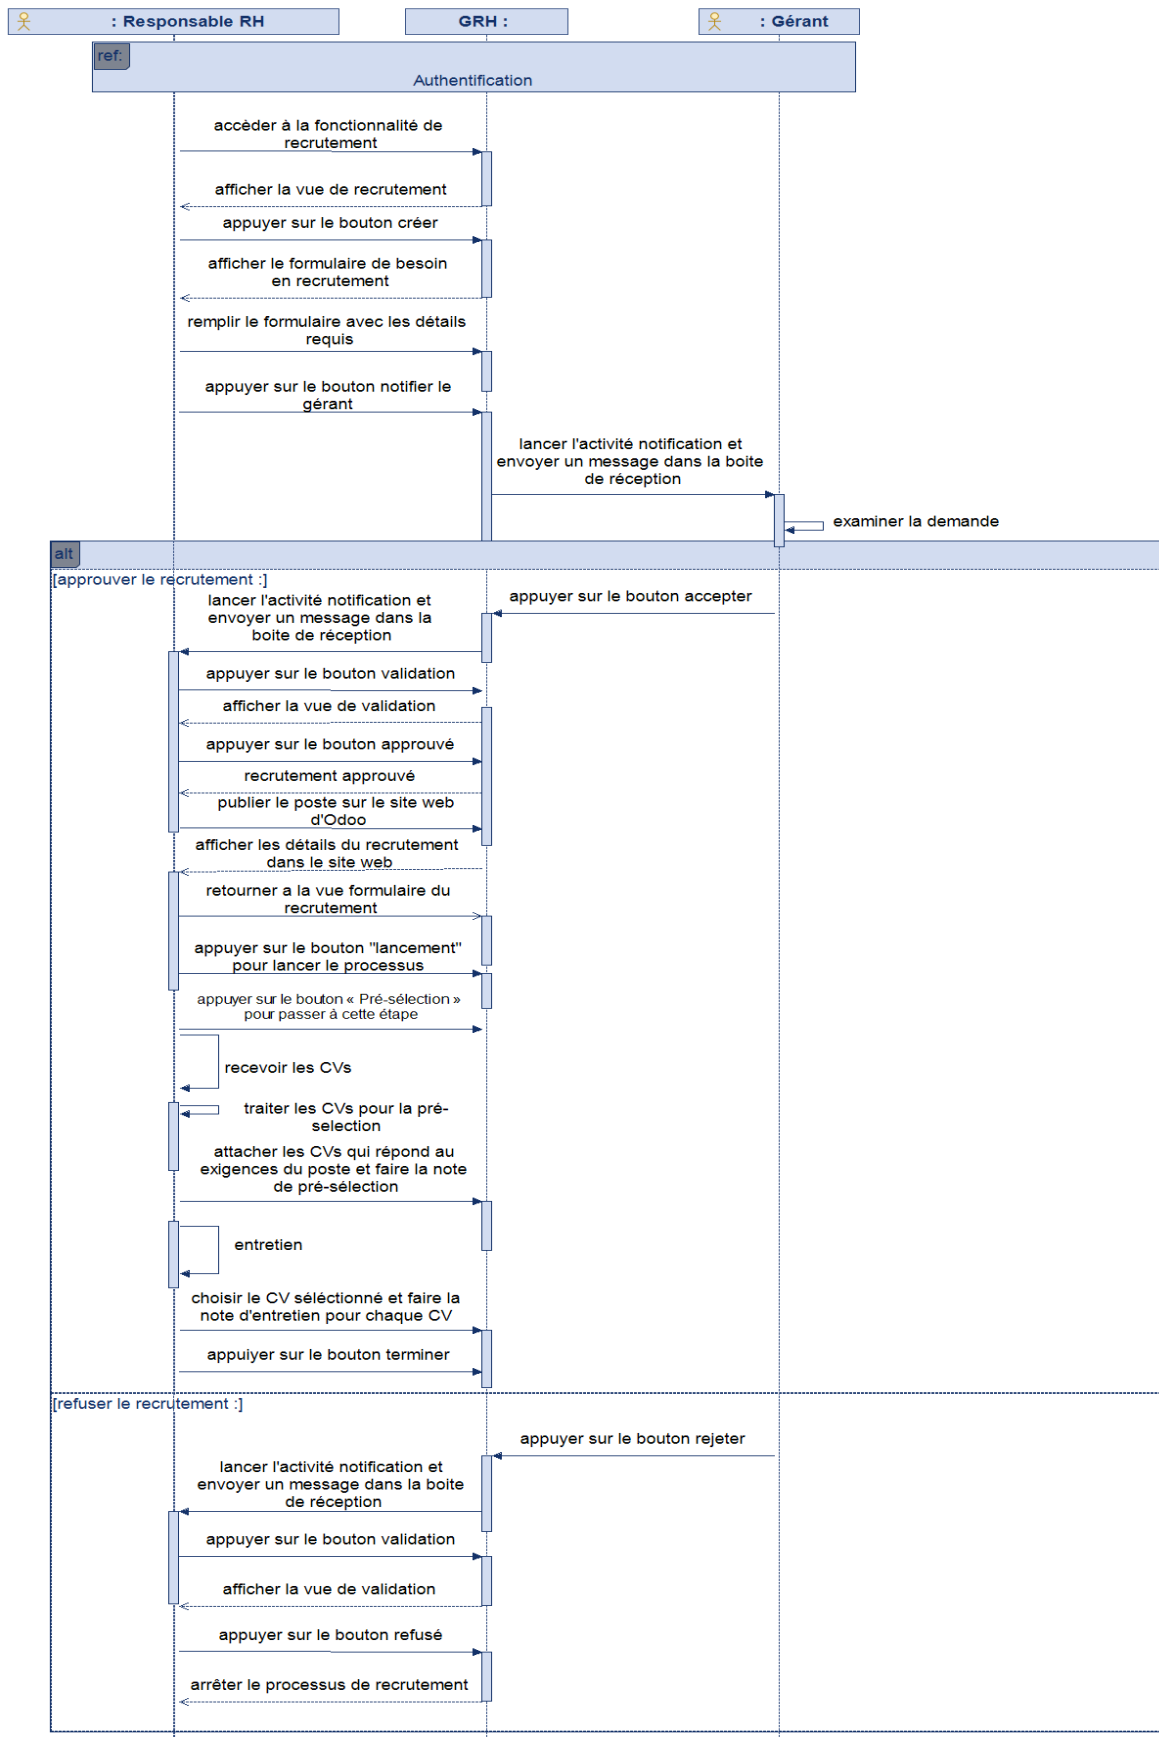 : Responsable RH
GRH :
: Gérant
ref:
Authentification
accèder à la fonctionnalité de
recrutement
afficher la vue de recrutement
appuyer sur le bouton créer
afficher le formulaire de besoin
en recrutement
remplir le formulaire avec les détails
requis
appuyer sur le bouton notifier le
gérant
lancer l'activité notification et
envoyer un message dans la boite
de réception
examiner la demande
alt
[approuver le recrutement :]
appuyer sur le bouton accepter
lancer l'activité notification et
envoyer un message dans la
boite de réception
appuyer sur le bouton validation
afficher la vue de validation
appuyer sur le bouton approuvé
recrutement approuvé
publier le poste sur le site web
d'Odoo
afficher les détails du recrutement
dans le site web
retourner a la vue formulaire du
recrutement
appuyer sur le bouton "lancement"
pour lancer le processus
appuyer sur le bouton « Pré-sélection »
pour passer à cette étape
recevoir les CVs
traiter les CVs pour la pré-
selection
attacher les CVs qui répond au
exigences du poste et faire la note
de pré-sélection
entretien
choisir le CV séléctionné et faire la
note d'entretien pour chaque CV
appuiyer sur le bouton terminer
[refuser le recrutement :]
appuyer sur le bouton rejeter
lancer l'activité notification et
envoyer un message dans la boite
de réception
appuyer sur le bouton validation
afficher la vue de validation
appuyer sur le bouton refusé
arrêter le processus de recrutement